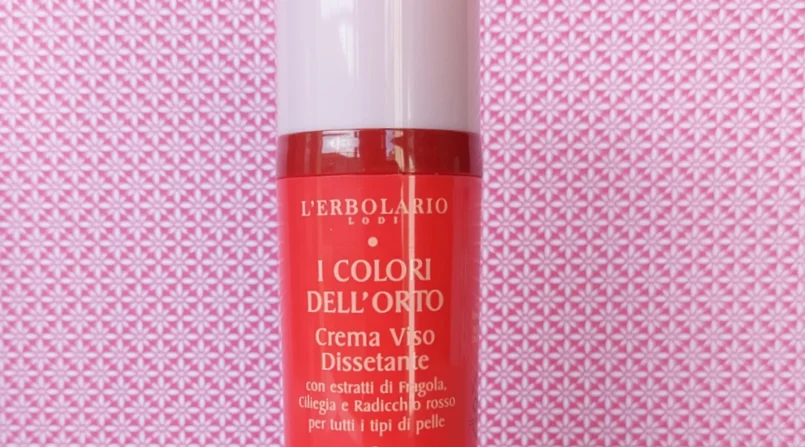 L'ERBOLARIO
LODI
I COLORI
DELL'ORTO
Crema Viso
Dissetante
con estratti di Fragola,
Ciliegia e Radicchio rosso
per tutti i tipi di pelle